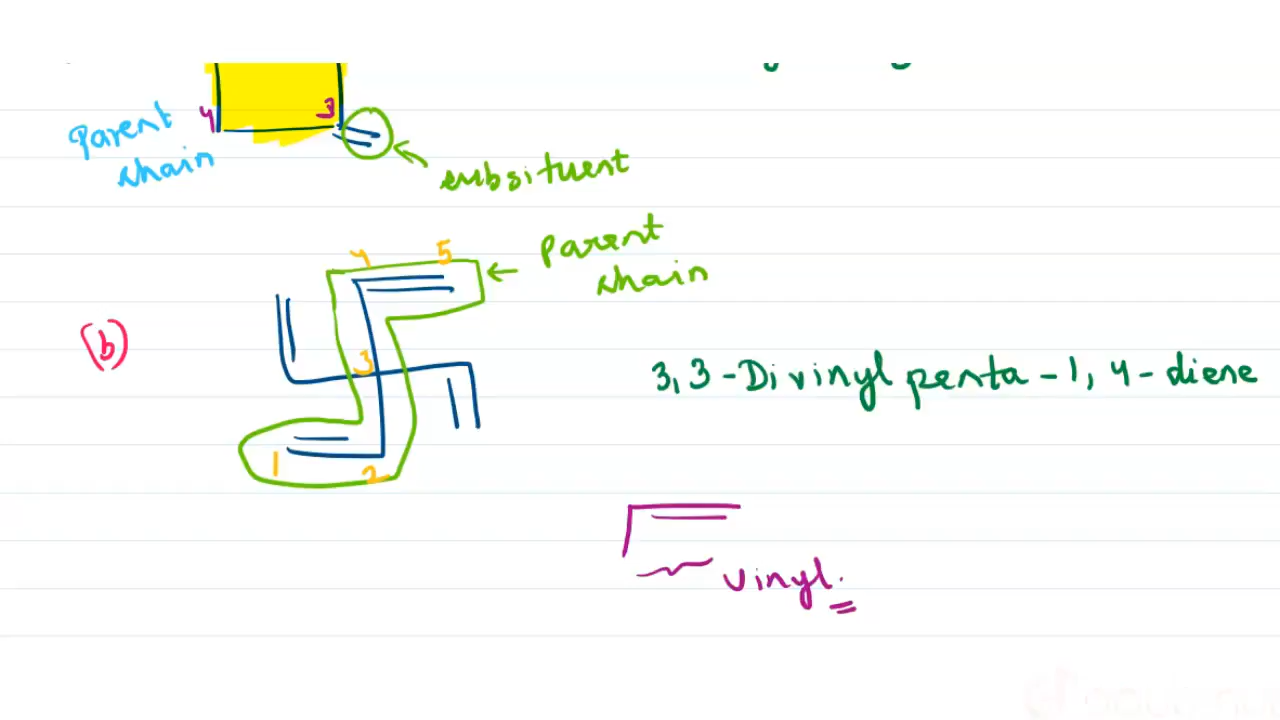 4 3
Parent
chain
subsituent
4 5
Parent
chain
(b)
3
3,3-Divinyl penta-1,4-diene
1 2
vinyl.